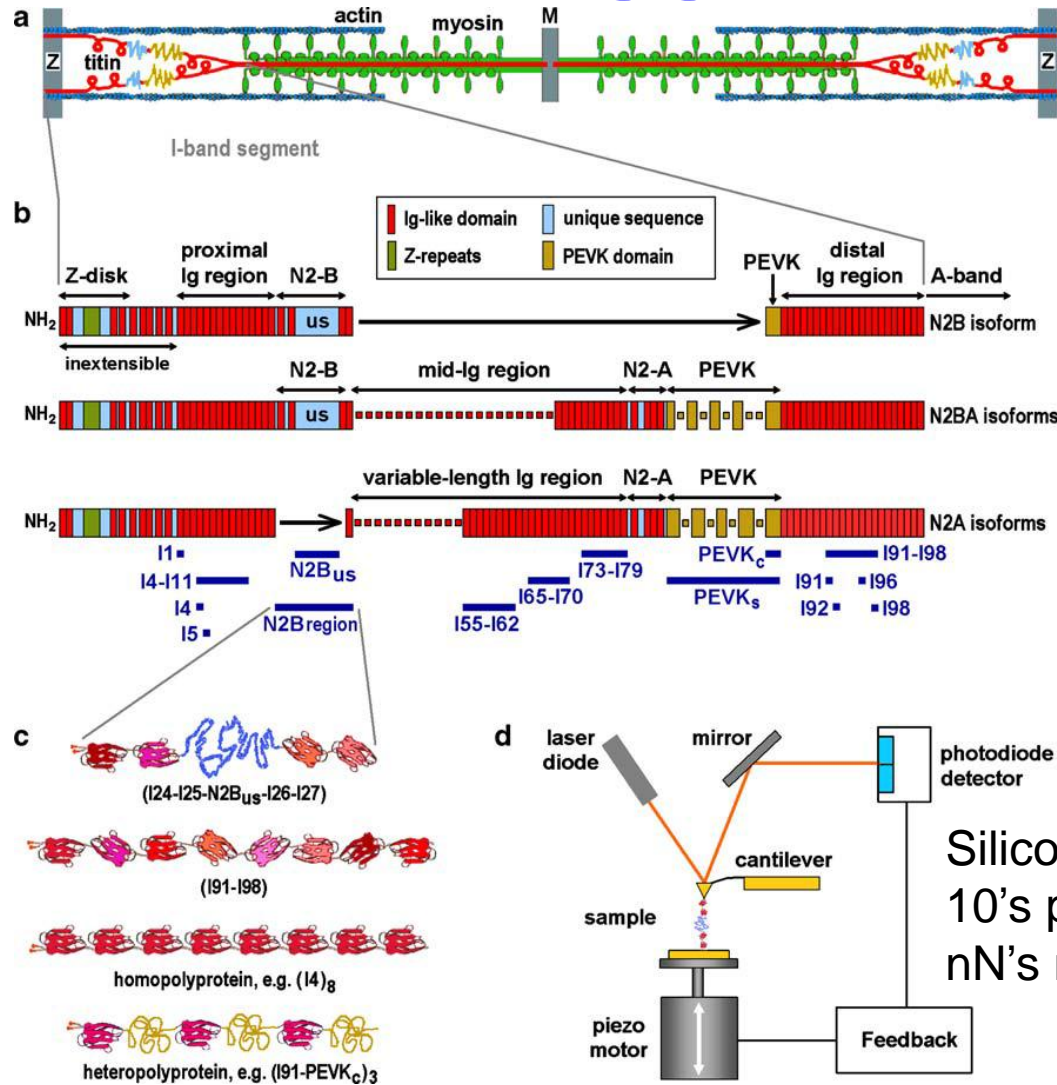 a
actin
myosin
M
Z
titin
Z
I-band segment
b
Ig-like domain
unique sequence
Z-repeats
PEVK domain
Z-disk
proximal
Ig region
N2-B
PEVK
distal
Ig region
A-band
NH2
us
N2B isoform
inextensible
N2-B
mid-Ig region
N2-A
PEVK
NH2
us
N2BA isoforms
variable-length Ig region
N2-A
PEVK
NH2
N2A isoforms
I1
N2Bus
I73-I79
PEVKc
I91-I98
I4-I11
I65-I70
PEVKs
I91
I96
I4
N2B region
I55-I62
I92
I98
I5
c
(I24-I25-N2Bus-I26-I27)
(I91-I98)
homopolyprotein, e.g. (I4)8
heteropolyprotein, e.g. (I91-PEVKc)3
d
laser
diode
mirror
photodiode
detector
cantilever
sample
piezo
motor
Feedback
10's
nN's